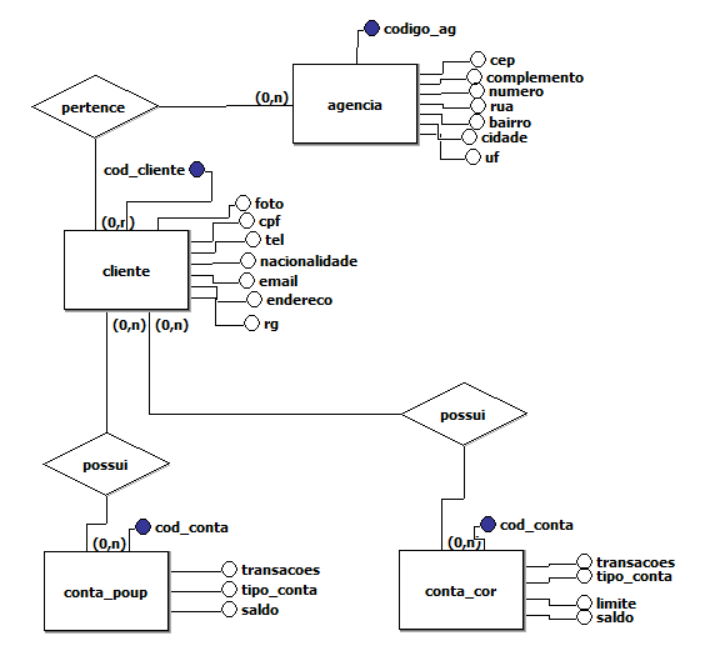 codigo_ag
cep
complemento
numero
rua
bairro
cidade
uf
agencia
(0,n)
pertence
cod_cliente
(0,n)
foto
cpf
tel
nacionalidade
email
endereco
rg
cliente
(0,n) (0,n)
possui
possui
cod_conta
(0,n)
transações
tipo_conta
saldo
conta_poup
cod_conta
(0,n)
transacoes
tipo_conta
limite
saldo
conta_cor